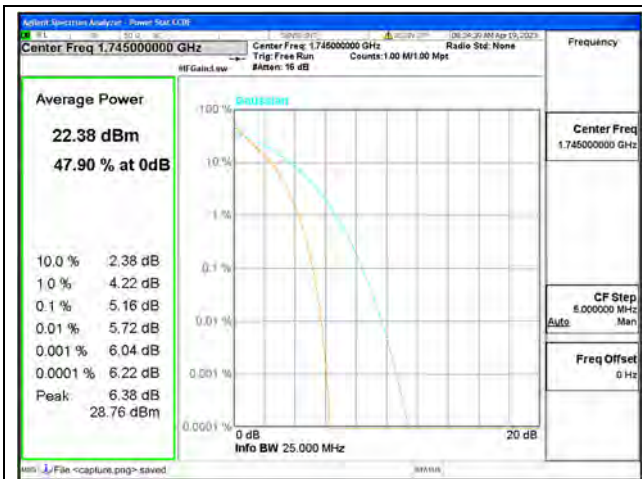 Agilent Spectrum Analyzer - Power Stat CCDF
Center Freq 1.745000000 GHz
Center Freq: 1.745000000 GHz
Trig: Free Run
Counts:1.00 M/1.00 Mpt
#IFGain:Low
#Atten: 16 dB
Radio Std: None
Frequency
Average Power
22.38 dBm
47.90 % at 0dB
10.0 % 2.38 dB
1.0 % 4.22 dB
0.1 % 5.16 dB
0.01 % 5.72 dB
0.001 % 6.04 dB
0.0001 % 6.22 dB
Peak 6.38 dB
28.76 dBm
100 %
Gaussian
10 %
1 %
0.1 %
0.01 %
0.001 %
0.0001 %
0 dB
20 dB
Info BW 25.000 MHz
Center Freq
1.745000000 GHz
CF Step
5.000000 MHz
Auto Man
Freq Offset
0 Hz
MSG File <capture.png> saved
STATUS